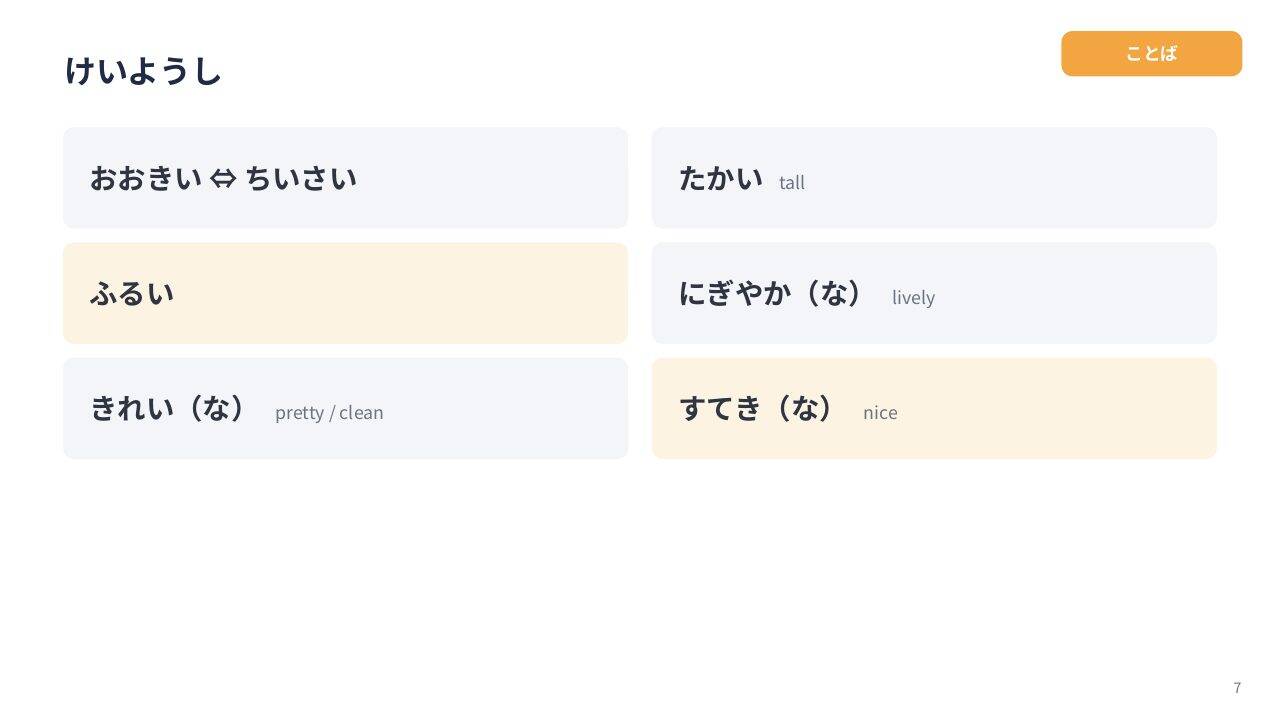 けいようし
ことば
おおきい ⇔ ちいさい
たかい tall
ふるい
にぎやか（な） lively
きれい（な） pretty / clean
すてき（な） nice
7